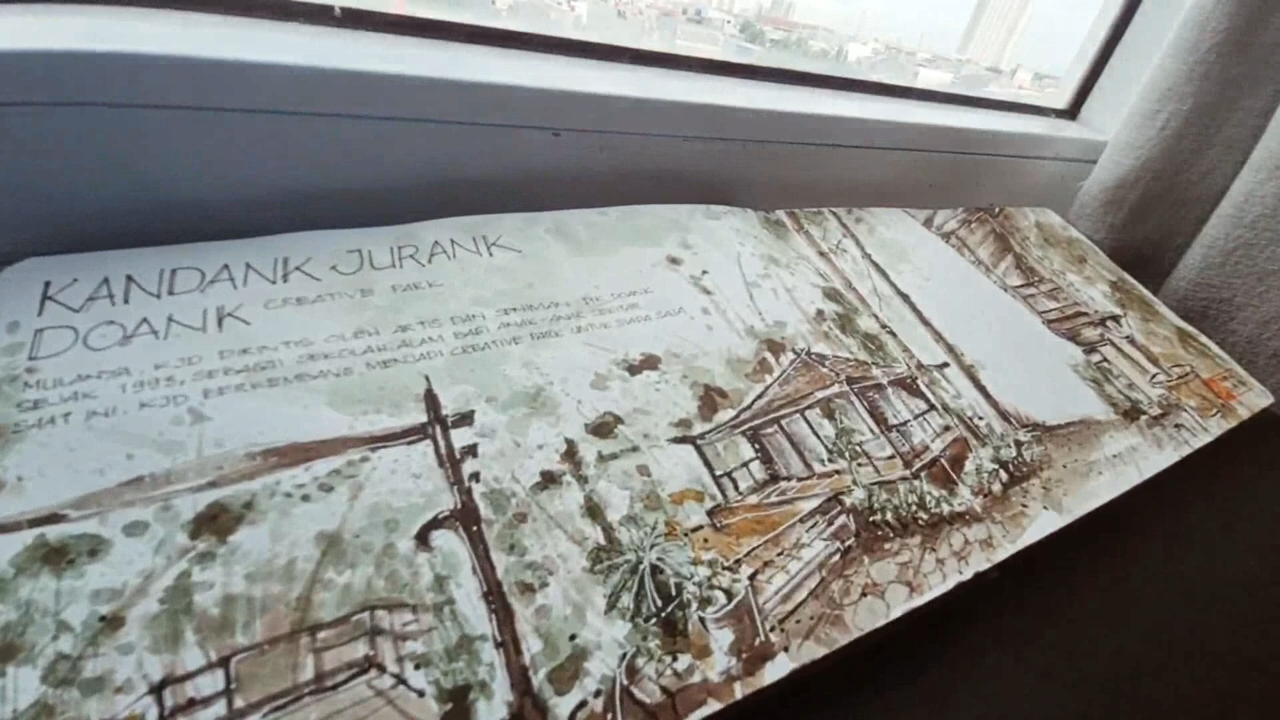 KANDANK JURANK
DOANK CREATIVE PARK
MULANYA, KJD DIRINTIS OLEH ARTIS DAN SENIMAN, PIK DOANK
SEJAK 1993, SEBAGAI SEKOLAH ALAM BAGI ANAK-ANAK SEKITAR.
SAAT INI, KJD BERKEMBANG MENJADI CREATIVE PARK UNTUK SIAPA SAJA.